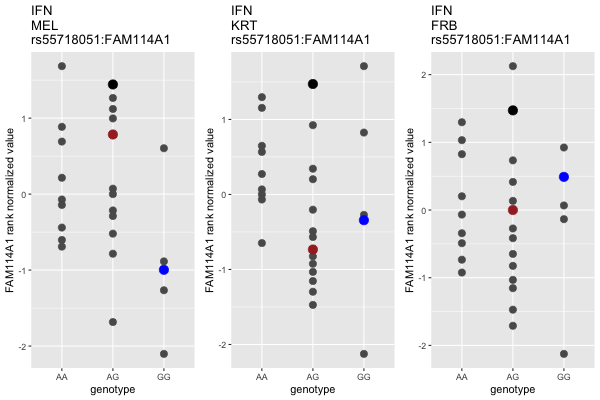 IFN
MEL
rs55718051:FAM114A1
FAM114A1 rank normalized value
1
0
-1
-2
AA AG GG
genotype
IFN
KRT
rs55718051:FAM114A1
FAM114A1 rank normalized value
1
0
-1
-2
AA AG GG
genotype
IFN
FRB
rs55718051:FAM114A1
FAM114A1 rank normalized value
2
1
0
-1
-2
AA AG GG
genotype